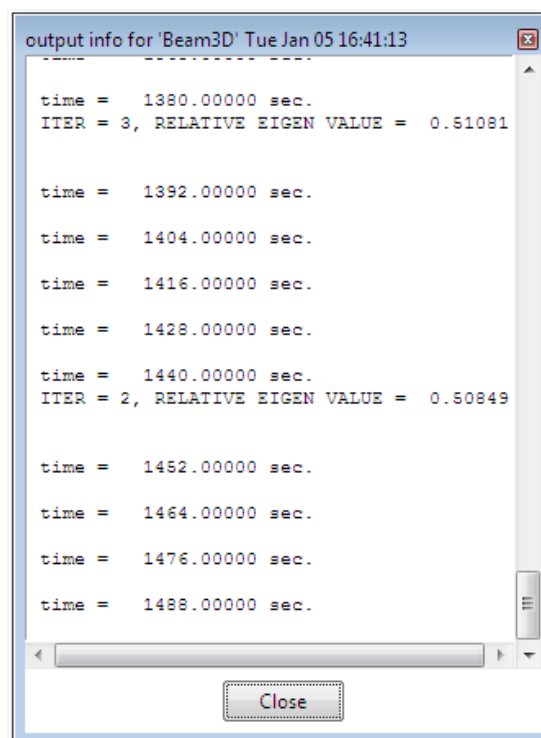 output info for 'Beam3D' Tue Jan 05 16:41:13
time =   1380.00000 sec.
ITER = 3, RELATIVE EIGEN VALUE =  0.51081
time =   1392.00000 sec.
time =   1404.00000 sec.
time =   1416.00000 sec.
time =   1428.00000 sec.
time =   1440.00000 sec.
ITER = 2, RELATIVE EIGEN VALUE =  0.50849
time =   1452.00000 sec.
time =   1464.00000 sec.
time =   1476.00000 sec.
time =   1488.00000 sec.
Close